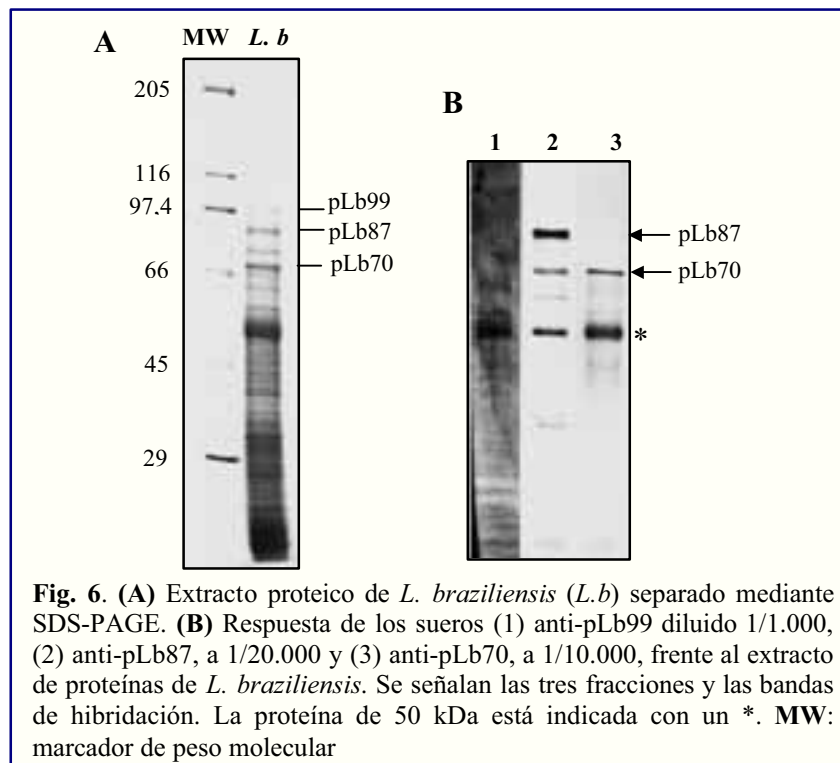 A
MW L. b
205
116
97.4
66
45
29
pLb99
pLb87
pLb70
B
1 2 3
pLb87
pLb70
*
Fig. 6. (A) Extracto proteico de L. braziliensis (L.b) separado mediante
SDS-PAGE. (B) Respuesta de los sueros (1) anti-pLb99 diluido 1/1.000,
(2) anti-pLb87, a 1/20.000 y (3) anti-pLb70, a 1/10.000, frente al extracto
de proteínas de L. braziliensis. Se señalan las tres fracciones y las bandas
de hibridación. La proteína de 50 kDa está indicada con un *. MW:
marcador de peso molecular